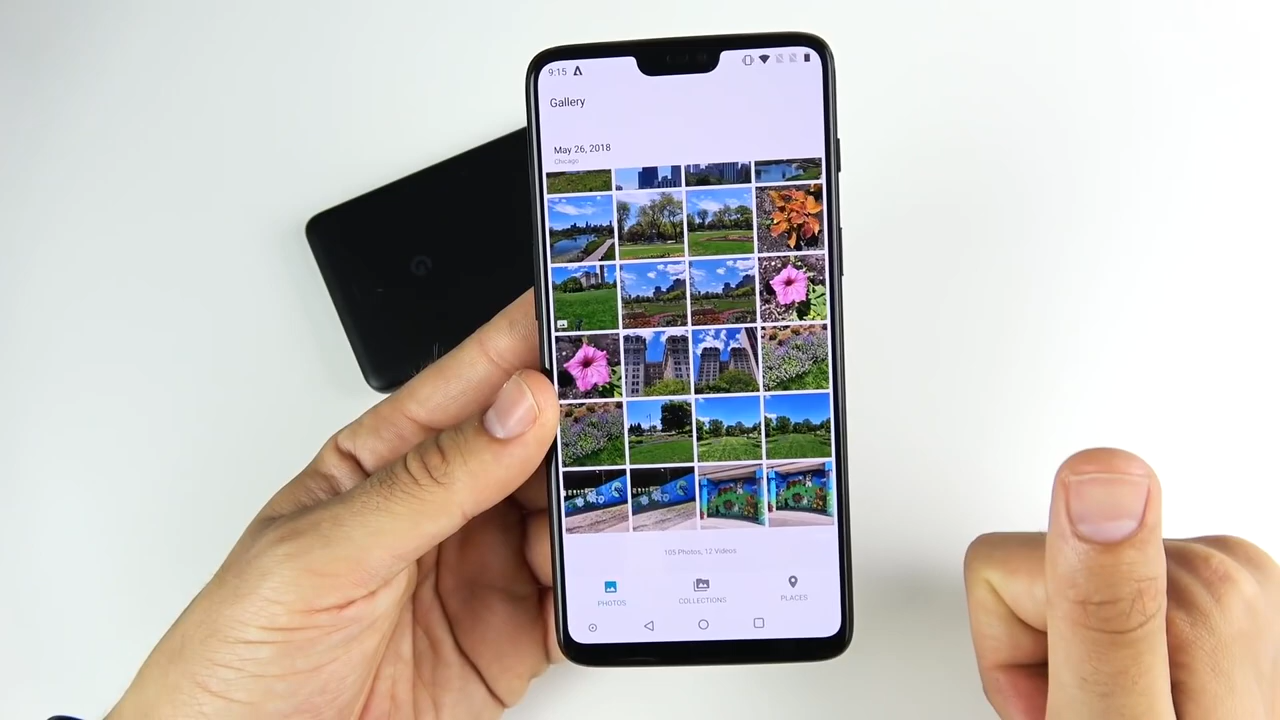 9:15
Gallery
May 26, 2018
Chicago
105 Photos, 12 Videos
PHOTOS
COLLECTIONS
PLACES
G